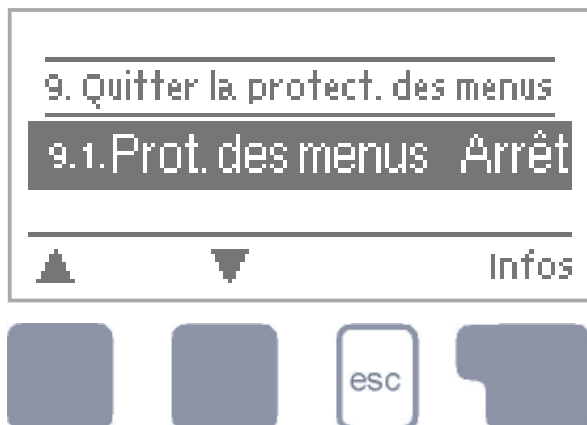 9. Quitter la protect. des menus
9.1.Prot. des menus Arrêt
Infos
esc